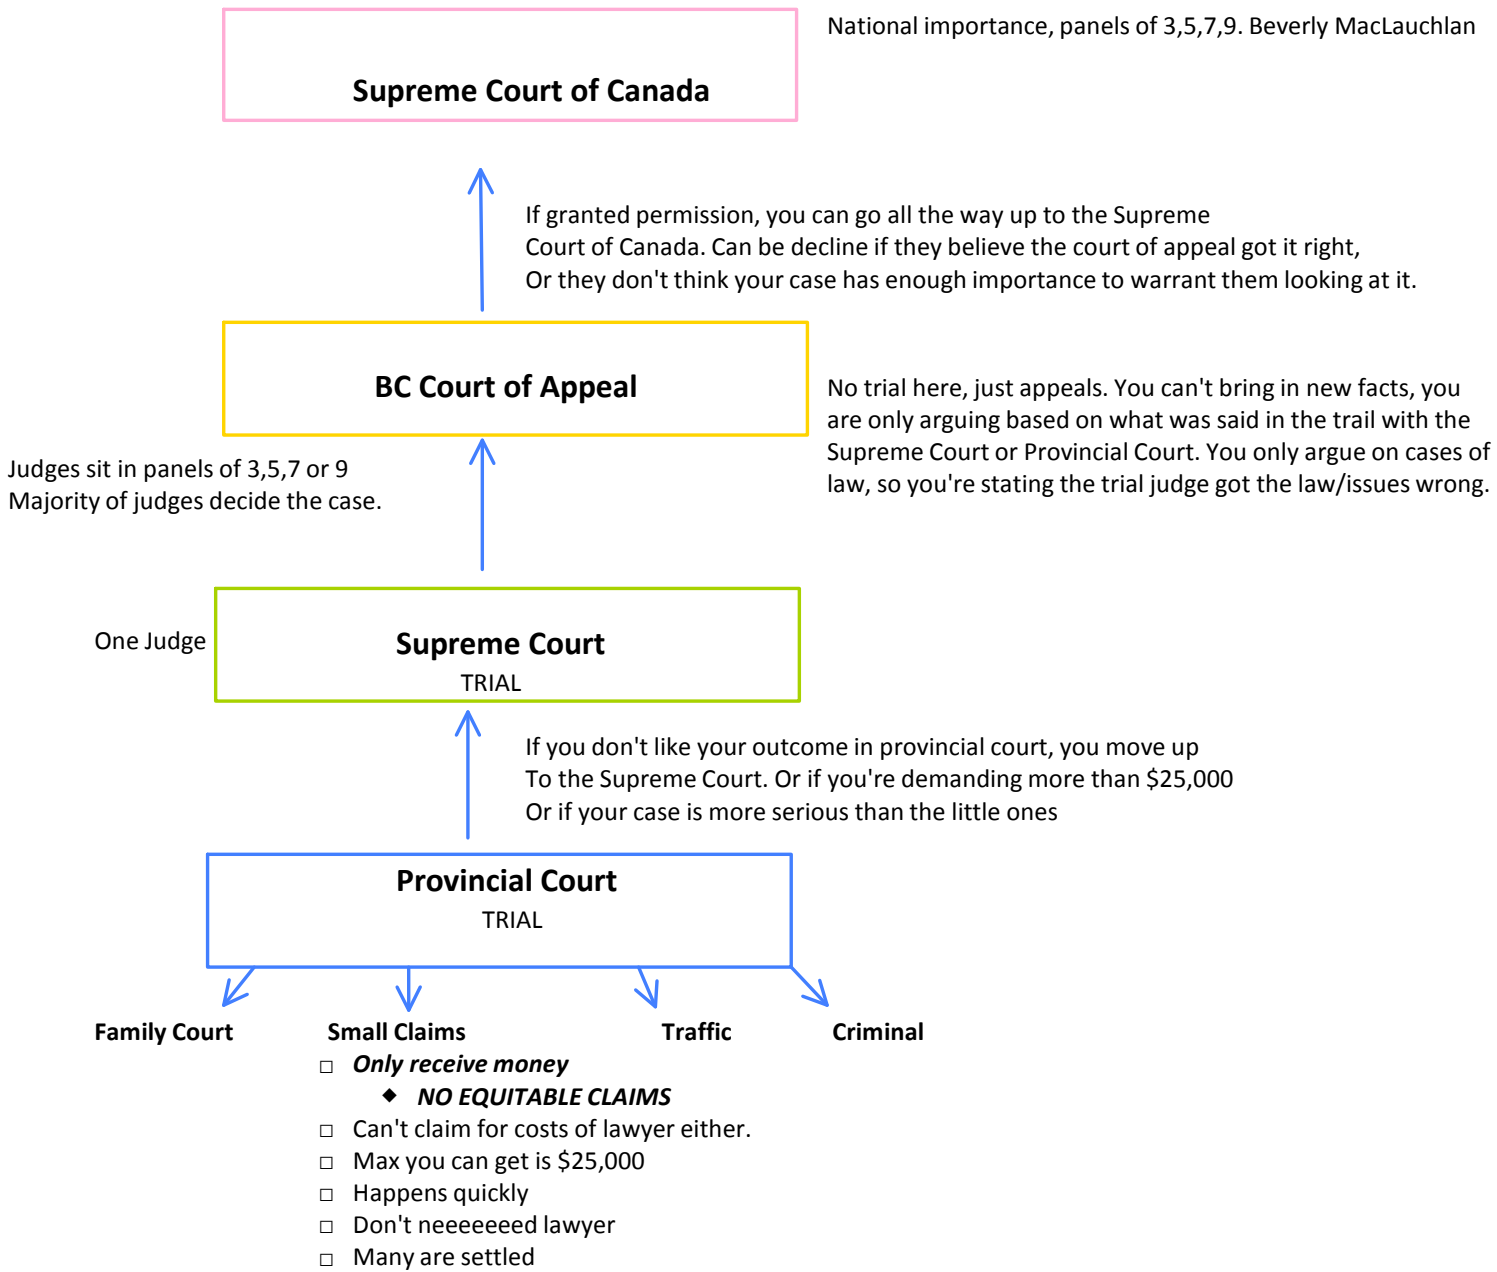 National importance, panels of 3,5,7,9. Beverly MacLauchlan
Supreme Court of Canada
If granted permission, you can go all the way up to the Supreme
Court of Canada. Can be decline if they believe the court of appeal got it right,
Or they don't think your case has enough importance to warrant them looking at it.
BC Court of Appeal
No trial here, just appeals. You can't bring in new facts, you
are only arguing based on what was said in the trail with the
Supreme Court or Provincial Court. You only argue on cases of
law, so you're stating the trial judge got the law/issues wrong.
Judges sit in panels of 3,5,7 or 9
Majority of judges decide the case.
One Judge
Supreme Court
TRIAL
If you don't like your outcome in provincial court, you move up
To the Supreme Court. Or if you're demanding more than $25,000
Or if your case is more serious than the little ones
Provincial Court
TRIAL
Family Court
Small Claims
Traffic
Criminal
Only receive money
NO EQUITABLE CLAIMS
Can't claim for costs of lawyer either.
Max you can get is $25,000
Happens quickly
Don't neeeeeeed lawyer
Many are settled